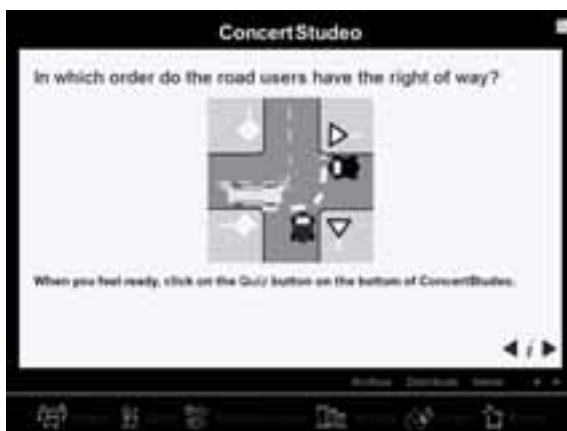 ConcertStudeo
In which order do the road users have the right of way?
When you feel ready, click on the Quiz button on the bottom of ConcertStudeo.
i